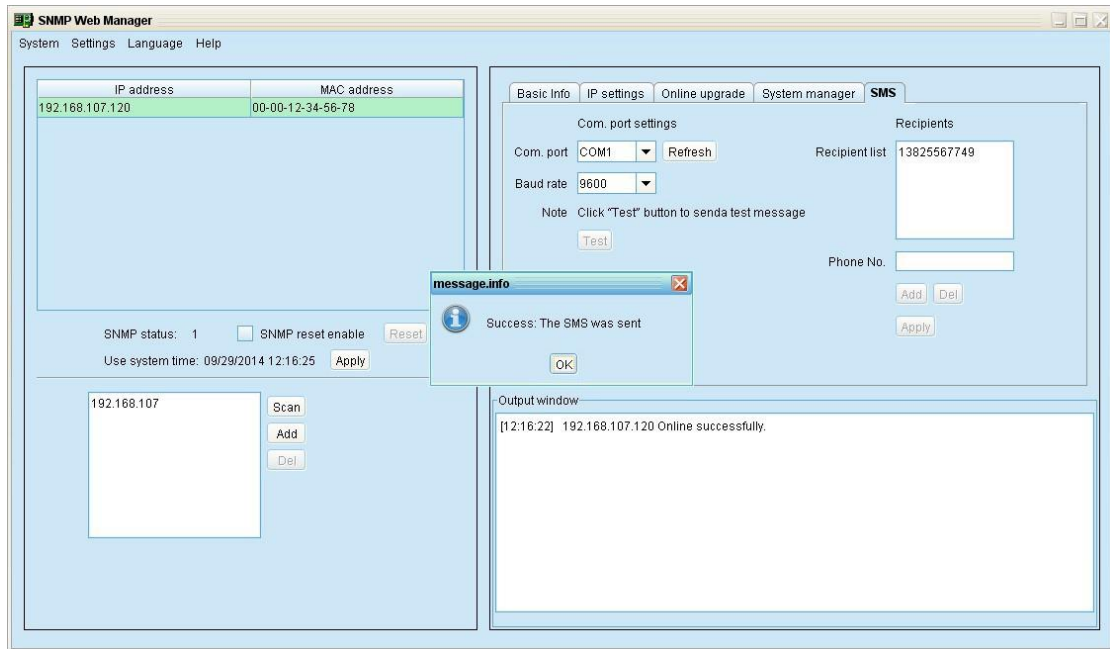 SNMP Web Manager
System Settings Language Help
IP address MAC address
192.168.107.120 00-00-12-34-56-78
SNMP status: 1 SNMP reset enable Reset
Use system time: 09/29/2014 12:16:25 Apply
192.168.107
Scan
Add
Del
Basic Info IP settings Online upgrade System manager SMS
Com. port settings
Com. port COM1 Refresh
Baud rate 9600
Note Click "Test" button to senda test message
Test
Recipients
Recipient list 13825567749
Phone No.
Add Del
Apply
message.info
Success: The SMS was sent
OK
Output window
[12:16:22] 192.168.107.120 Online successfully.